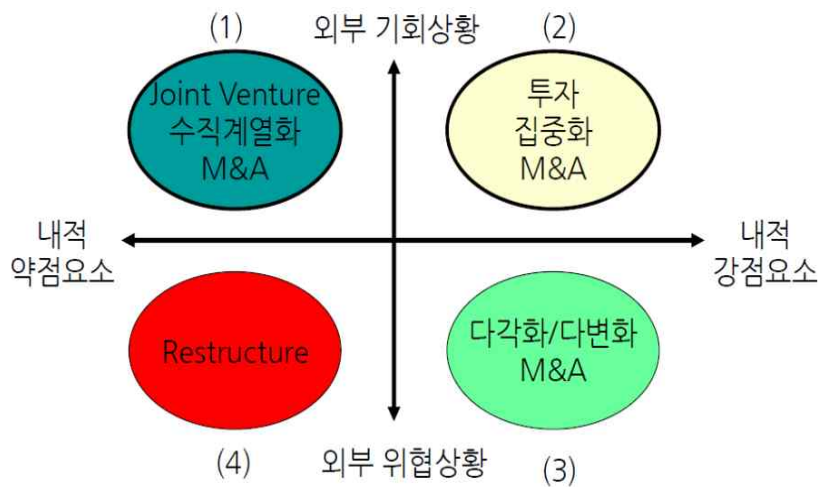 (1)
외부 기회상황
(2)
Joint Venture
수직계열화
M&A
투자
집중화
M&A
내적
약점요소
내적
강점요소
Restructure
다각화/다변화
M&A
(4)
외부 위협상황
(3)